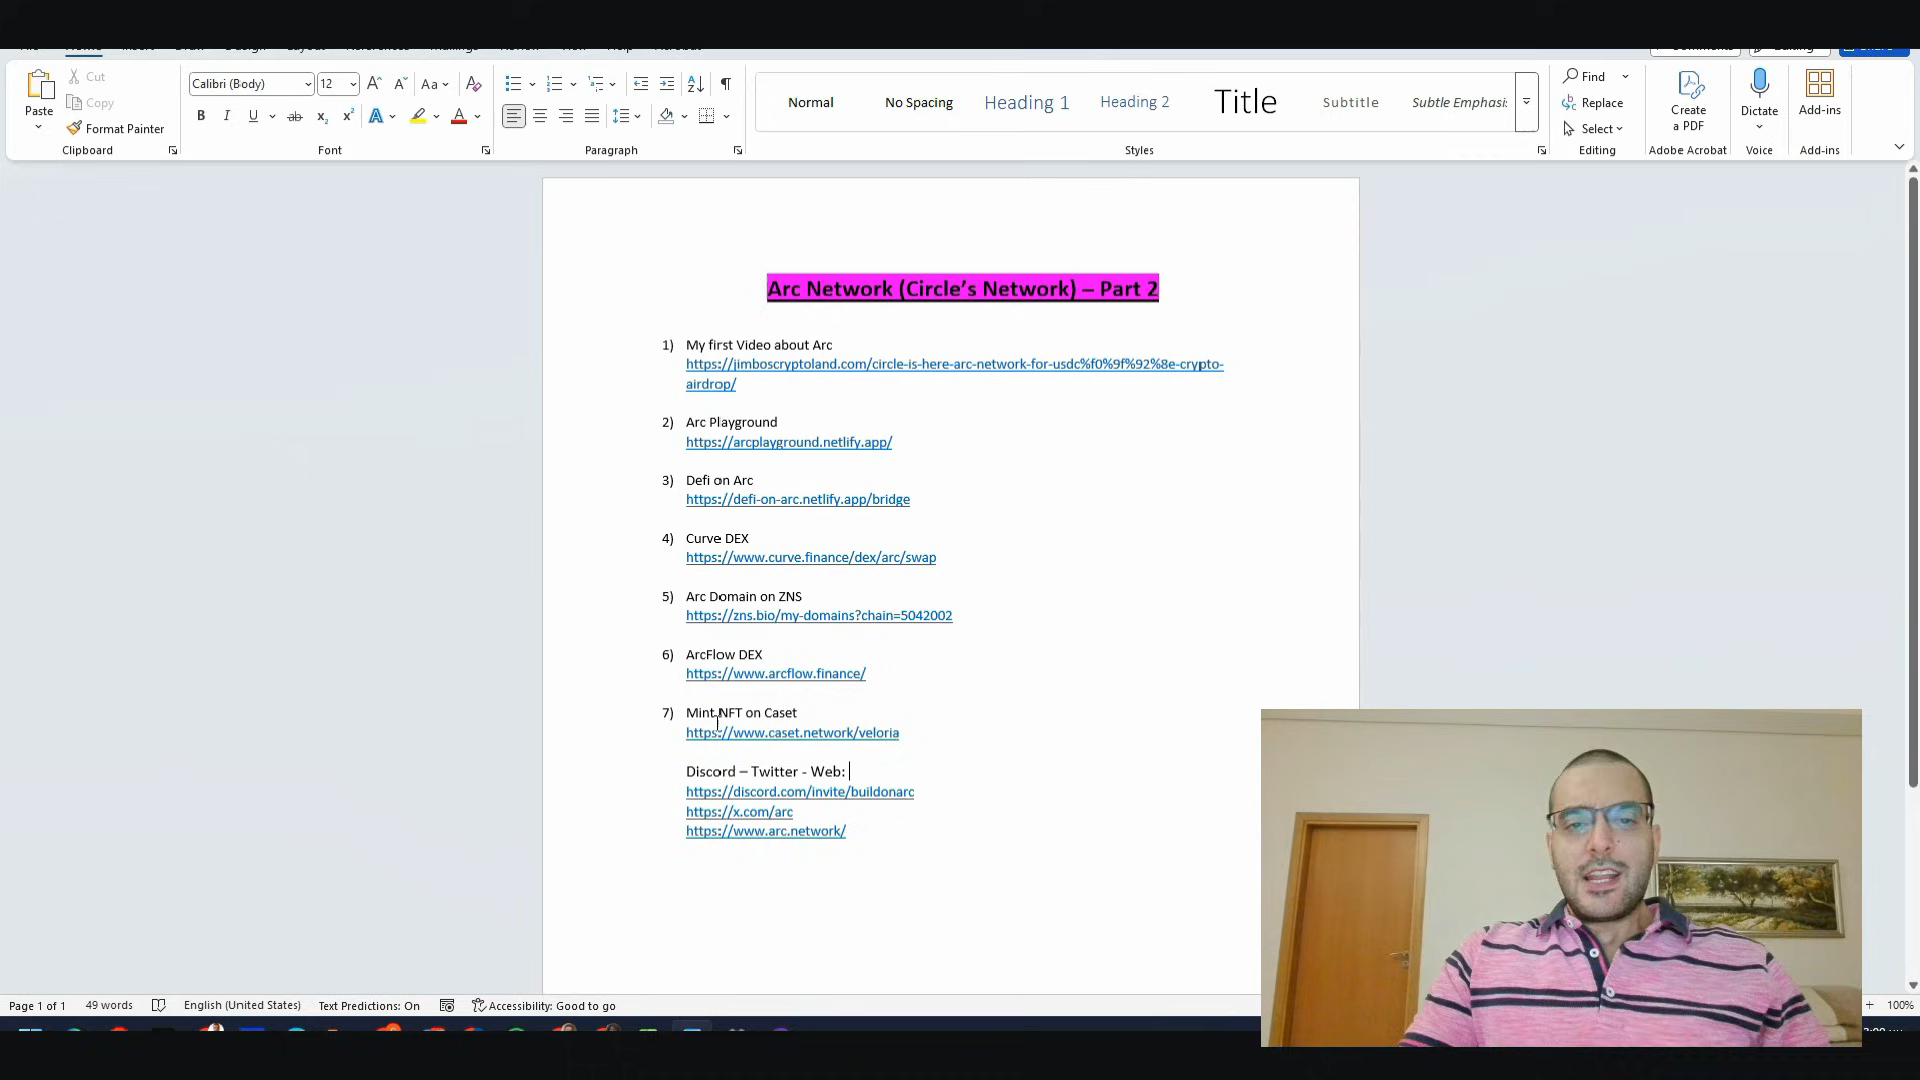 Paste
Cut
Copy
Format Painter
Clipboard
Calibri (Body)
12
Aa
B I U ab x₂ x² A A
Font
Paragraph
Normal
No Spacing
Heading 1
Heading 2
Title
Subtitle
Subtle Emphasis
Styles
Find
Replace
Select
Editing
Create
a PDF
Adobe Acrobat
Dictate
Voice
Add-ins
Add-ins
Arc Network (Circle’s Network) – Part 2
1) My first Video about Arc
https://jimboscryptoland.com/circle-is-here-arc-network-for-usdc%f0%9f%92%8e-crypto-
airdrop/
2) Arc Playground
https://arcplayground.netlify.app/
3) Defi on Arc
https://defi-on-arc.netlify.app/bridge
4) Curve DEX
https://www.curve.finance/dex/arc/swap
5) Arc Domain on ZNS
https://zns.bio/my-domains?chain=5042002
6) ArcFlow DEX
https://www.arcflow.finance/
7) Mint NFT on Caset
https://www.caset.network/veloria
Discord – Twitter - Web:
https://discord.com/invite/buildonarc
https://x.com/arc
https://www.arc.network/
Page 1 of 1
49 words
English (United States)
Text Predictions: On
Accessibility: Good to go
100%